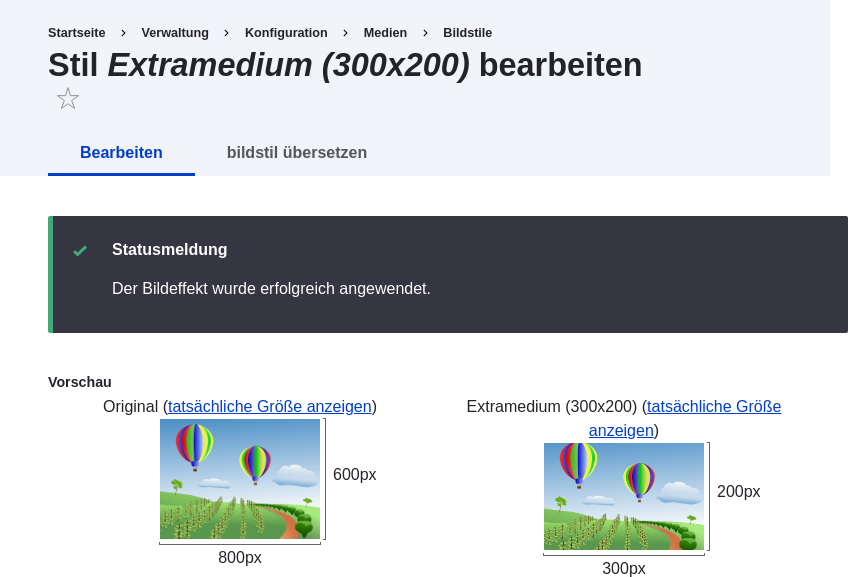 Startseite > Verwaltung > Konfiguration > Medien > Bildstile
Stil Extramedium (300x200) bearbeiten
Bearbeiten bildstil übersetzen
Statusmeldung
Der Bildeffekt wurde erfolgreich angewendet.
Vorschau
Original (tatsächliche Größe anzeigen)
600px
800px
Extramedium (300x200) (tatsächliche Größe
anzeigen)
200px
300px